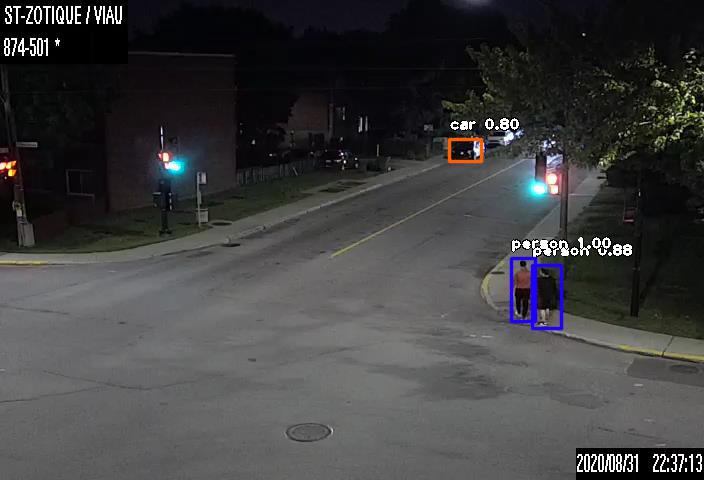 ST-ZOTIQUE / VIAU
874-501 *
car 0.80
person 1.00
person 0.88
2020/08/31 22:37:13